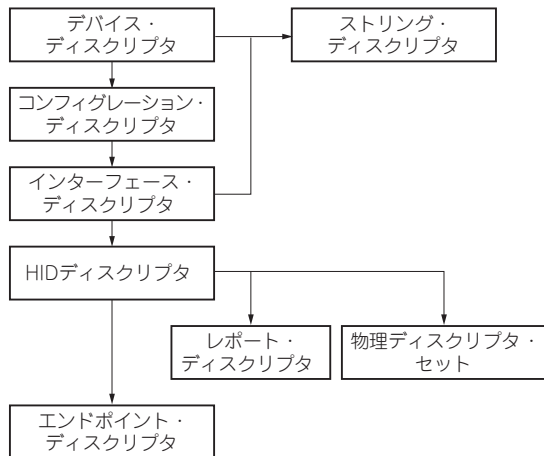 デバイス・
ディスクリプタ
ストリング・
ディスクリプタ
コンフィグレーション・
ディスクリプタ
インターフェース・
ディスクリプタ
HIDディスクリプタ
レポート・
ディスクリプタ
物理ディスクリプタ・
セット
エンドポイント・
ディスクリプタ